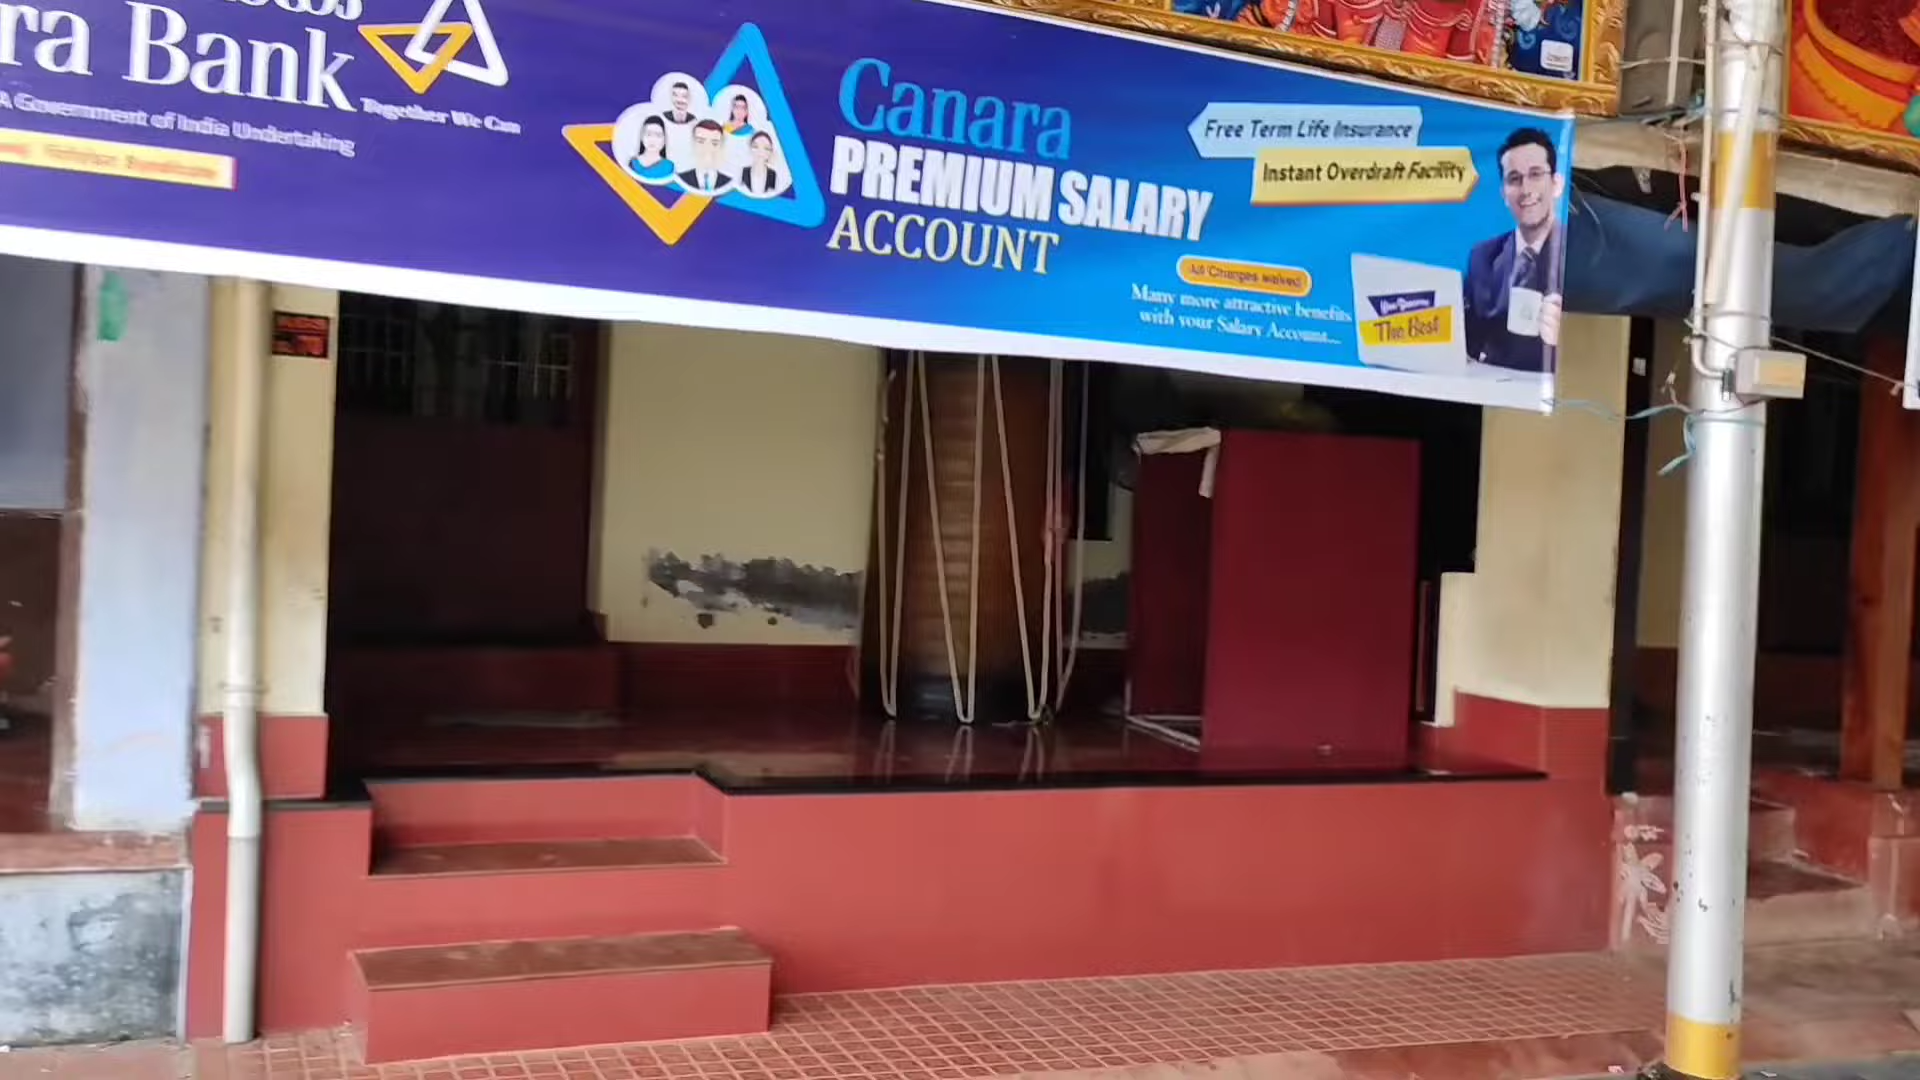 ra Bank
Together We Can
A Government of India Undertaking
Canara
PREMIUM SALARY
ACCOUNT
Free Term Life Insurance
Instant Overdraft Facility
All Charges waived
Many more attractive benefits
with your Salary Account...
The Best